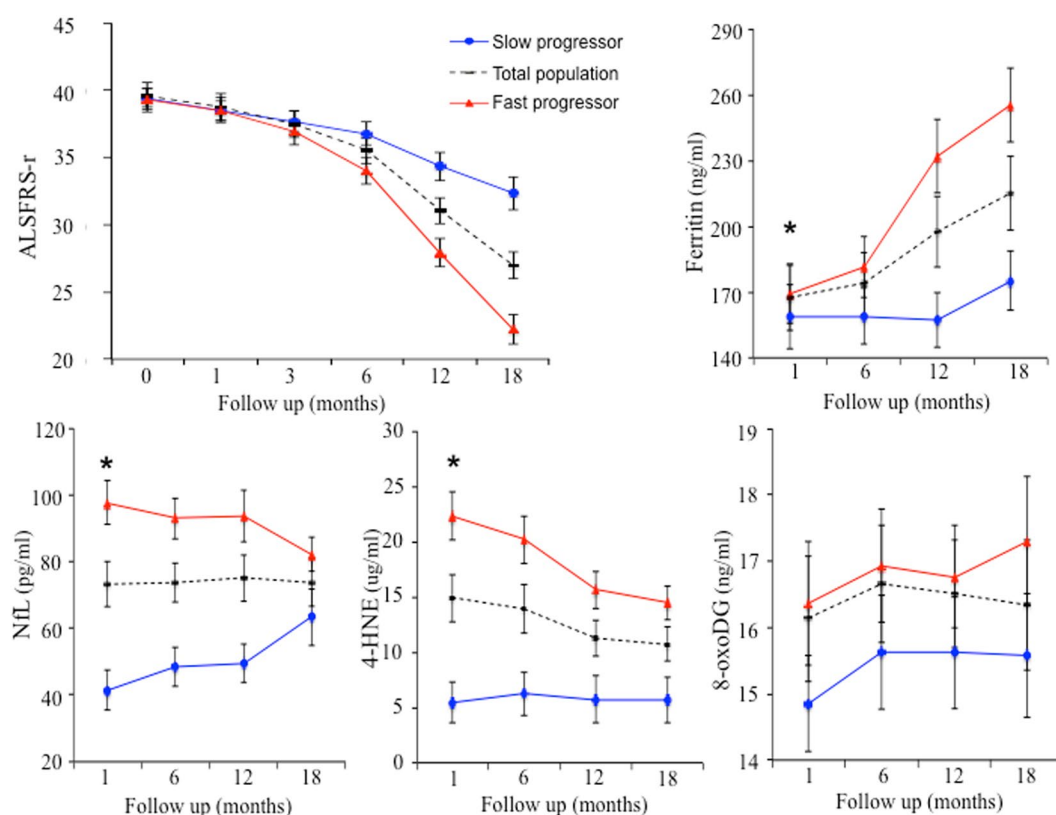 45
40
35
30
25
20
ALSFRS-r
0 1 3 6 12 18
Follow up (months)
Slow progressor
Total population
Fast progressor
290
260
230
200
170
140
Ferritin (ng/ml)
*
1 6 12 18
Follow up (months)
120
100
80
60
40
20
NfL (pg/ml)
*
1 6 12 18
Follow up (months)
30
25
20
15
10
5
0
4-HNE (ug/ml)
*
1 6 12 18
Follow up (months)
19
18
17
16
15
14
8-oxoDG (ng/ml)
1 6 12 18
Follow up (months)